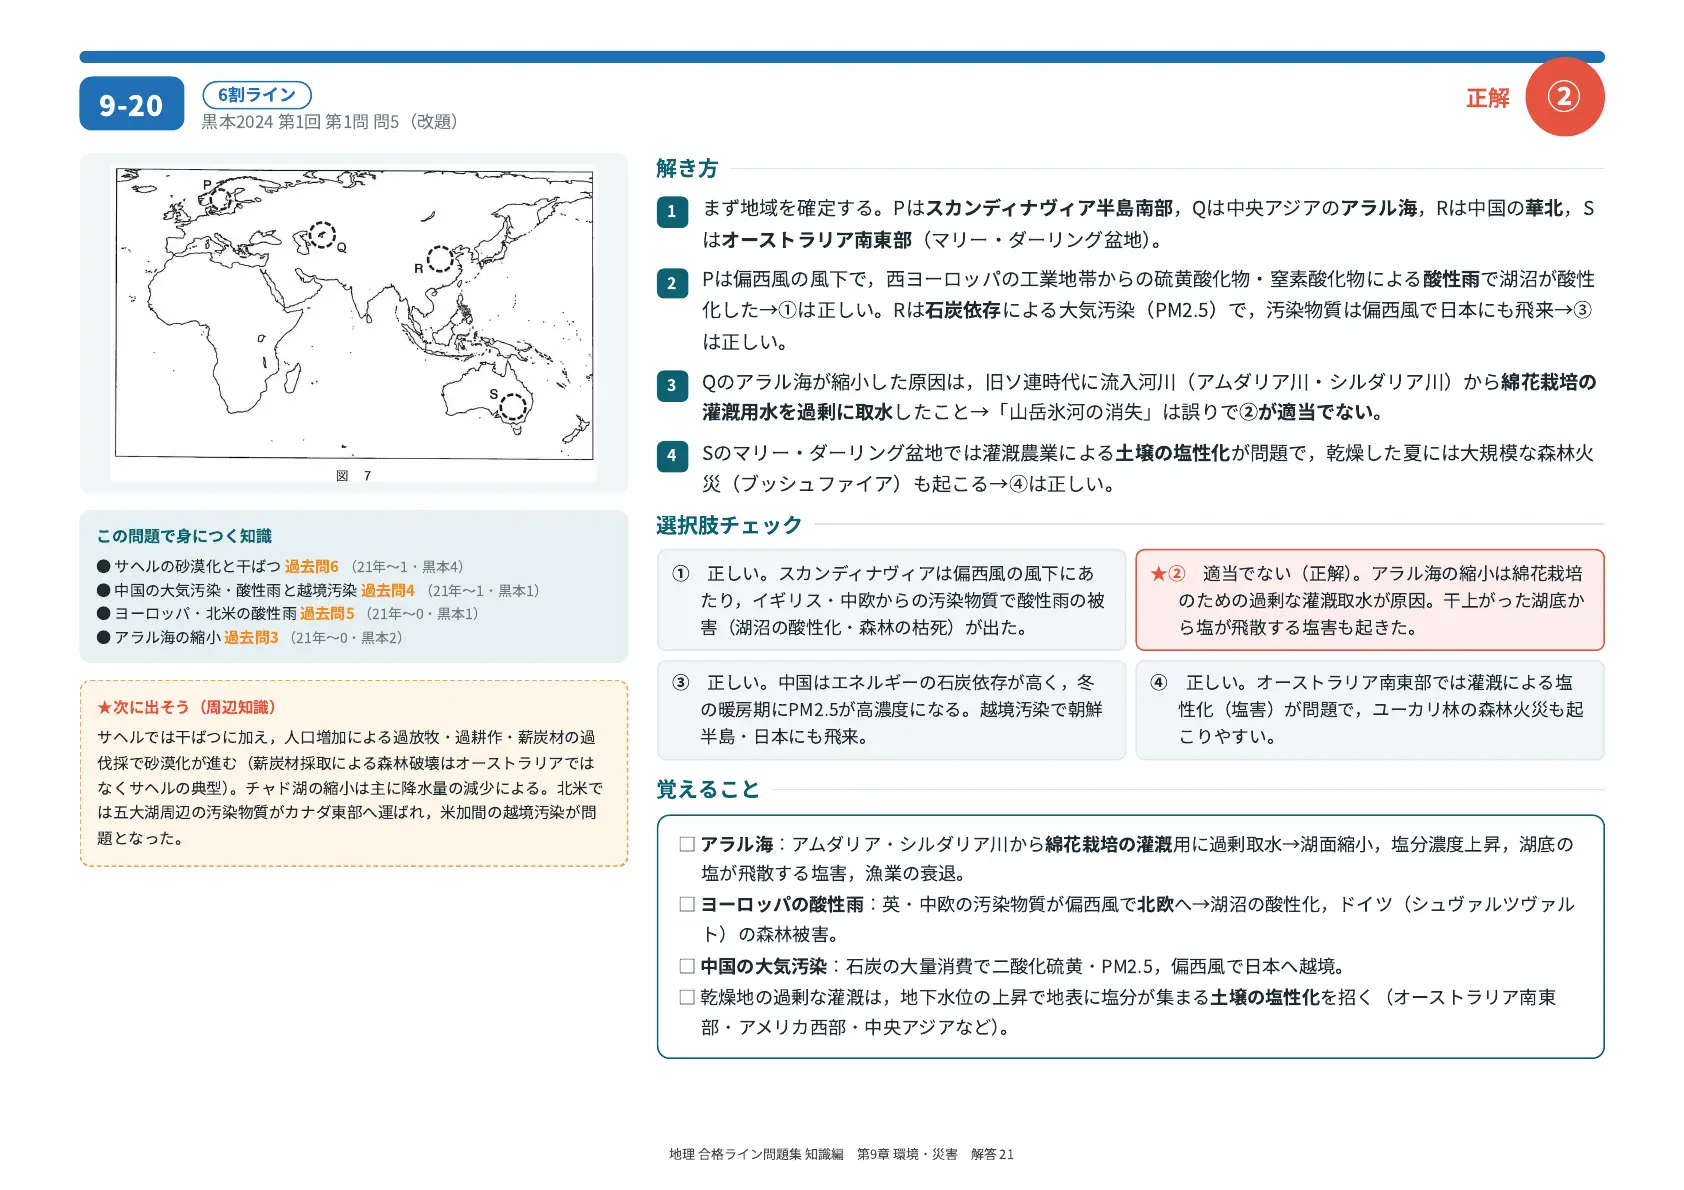 9-20
6割ライン
黒本2024 第1回 第1問 問5（改題）
正解
②
P
Q
R
S
図 7
この問題で身につく知識
● サヘルの砂漠化と干ばつ 過去問6 （21年〜1・黒本4）
● 中国の大気汚染・酸性雨と越境汚染 過去問4 （21年〜1・黒本1）
● ヨーロッパ・北米の酸性雨 過去問5 （21年〜0・黒本1）
● アラル海の縮小 過去問3 （21年〜0・黒本2）
★次に出そう（周辺知識）
サヘルでは干ばつに加え，人口増加による過放牧・過耕作・薪炭材の過
伐採で砂漠化が進む（薪炭材採取による森林破壊はオーストラリアでは
なくサヘルの典型）。チャド湖の縮小は主に降水量の減少による。北米で
は五大湖周辺の汚染物質がカナダ東部へ運ばれ，米加間の越境汚染が問
題となった。
解き方
1 まず地域を確定する。Pはスカンディナヴィア半島南部，Qは中央アジアのアラル海，Rは中国の華北，S
はオーストラリア南東部（マリー・ダーリング盆地）。
2 Pは偏西風の風下で，西ヨーロッパの工業地帯からの硫黄酸化物・窒素酸化物による酸性雨で湖沼が酸性
化した→①は正しい。Rは石炭依存による大気汚染（PM2.5）で，汚染物質は偏西風で日本にも飛来→③
は正しい。
3 Qのアラル海が縮小した原因は，旧ソ連時代に流入河川（アムダリア川・シルダリア川）から綿花栽培の
灌漑用水を過剰に取水したこと→「山岳氷河の消失」は誤りで②が適当でない。
4 Sのマリー・ダーリング盆地では灌漑農業による土壌の塩性化が問題で，乾燥した夏には大規模な森林火
災（ブッシュファイア）も起こる→④は正しい。
選択肢チェック
① 正しい。スカンディナヴィアは偏西風の風下にあ
たり，イギリス・中欧からの汚染物質で酸性雨の被
害（湖沼の酸性化・森林の枯死）が出た。
★② 適当でない（正解）。アラル海の縮小は綿花栽培
のための過剰な灌漑取水が原因。干上がった湖底か
ら塩が飛散する塩害も起きた。
③ 正しい。中国はエネルギーの石炭依存が高く，冬
の暖房期にPM2.5が高濃度になる。越境汚染で朝鮮
半島・日本にも飛来。
④ 正しい。オーストラリア南東部では灌漑による塩
性化（塩害）が問題で，ユーカリ林の森林火災も起
こりやすい。
覚えること
□ アラル海：アムダリア・シルダリア川から綿花栽培の灌漑用に過剰取水→湖面縮小，塩分濃度上昇，湖底の
塩が飛散する塩害，漁業の衰退。
□ ヨーロッパの酸性雨：英・中欧の汚染物質が偏西風で北欧へ→湖沼の酸性化，ドイツ（シュヴァルツヴァル
ト）の森林被害。
□ 中国の大気汚染：石炭の大量消費で二酸化硫黄・PM2.5，偏西風で日本へ越境。
□ 乾燥地の過剰な灌漑は，地下水位の上昇で地表に塩分が集まる土壌の塩性化を招く（オーストラリア南東
部・アメリカ西部・中央アジアなど）。
地理 合格ライン問題集 知識編 第9章 環境・災害 解答 21